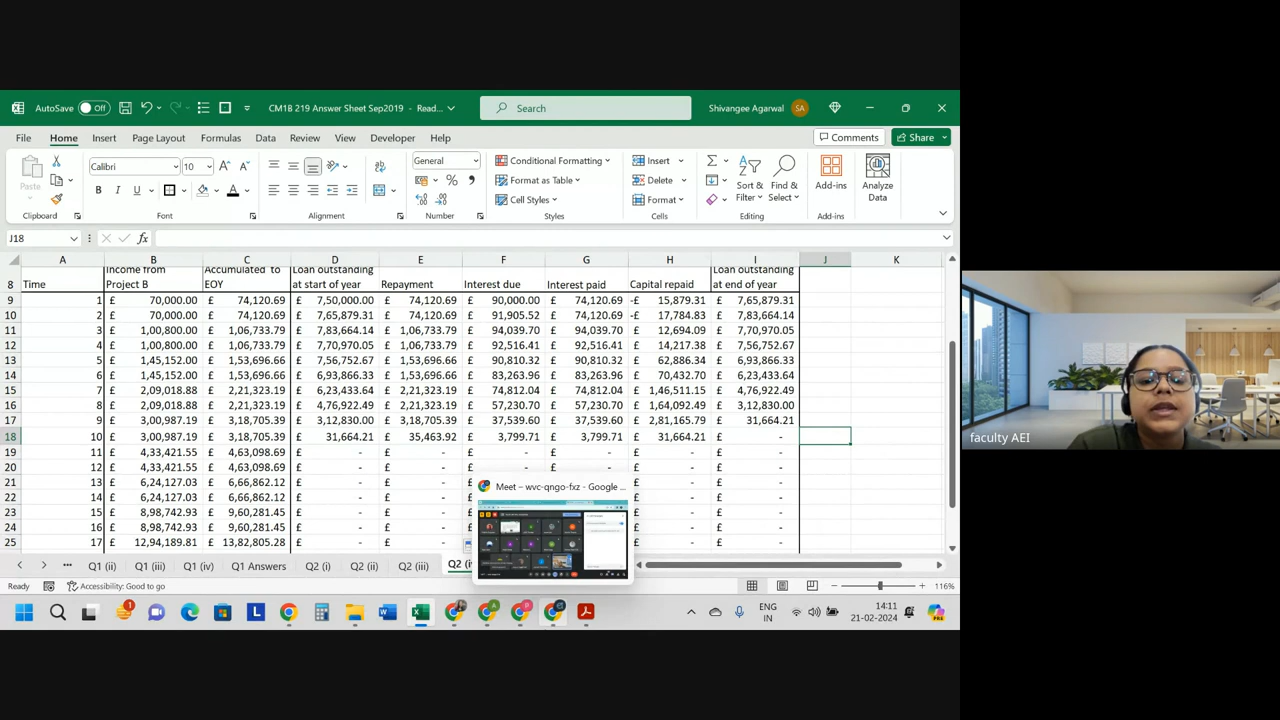 AutoSave Off CM1B 219 Answer Sheet Sep2019 - Read... Search Shivangee Agarwal SA
File Home Insert Page Layout Formulas Data Review View Developer Help Comments Share
Paste Calibri 10 General Conditional Formatting Insert Sort & Filter Find & Select Add-ins Analyze Data
B I U Format as Table Delete
Cell Styles Format
Clipboard Font Alignment Number Styles Cells Editing Add-ins
J18 fx
A B C D E F G H I J K
8 Time Income from Project B Accumulated to EOY Loan outstanding at start of year Repayment Interest due Interest paid Capital repaid Loan outstanding at end of year
9 1 £ 70,000.00 £ 74,120.69 £ 7,50,000.00 £ 74,120.69 £ 90,000.00 £ 74,120.69 -£ 15,879.31 £ 7,65,879.31
10 2 £ 70,000.00 £ 74,120.69 £ 7,65,879.31 £ 74,120.69 £ 91,905.52 £ 74,120.69 -£ 17,784.83 £ 7,83,664.14
11 3 £ 1,00,800.00 £ 1,06,733.79 £ 7,83,664.14 £ 1,06,733.79 £ 94,039.70 £ 94,039.70 £ 12,694.09 £ 7,70,970.05
12 4 £ 1,00,800.00 £ 1,06,733.79 £ 7,70,970.05 £ 1,06,733.79 £ 92,516.41 £ 92,516.41 £ 14,217.38 £ 7,56,752.67
13 5 £ 1,45,152.00 £ 1,53,696.66 £ 7,56,752.67 £ 1,53,696.66 £ 90,810.32 £ 90,810.32 £ 62,886.34 £ 6,93,866.33
14 6 £ 1,45,152.00 £ 1,53,696.66 £ 6,93,866.33 £ 1,53,696.66 £ 83,263.96 £ 83,263.96 £ 70,432.70 £ 6,23,433.64
15 7 £ 2,09,018.88 £ 2,21,323.19 £ 6,23,433.64 £ 2,21,323.19 £ 74,812.04 £ 74,812.04 £ 1,46,511.15 £ 4,76,922.49
16 8 £ 2,09,018.88 £ 2,21,323.19 £ 4,76,922.49 £ 2,21,323.19 £ 57,230.70 £ 57,230.70 £ 1,64,092.49 £ 3,12,830.00
17 9 £ 3,00,987.19 £ 3,18,705.39 £ 3,12,830.00 £ 3,18,705.39 £ 37,539.60 £ 37,539.60 £ 2,81,165.79 £ 31,664.21
18 10 £ 3,00,987.19 £ 3,18,705.39 £ 31,664.21 £ 35,463.92 £ 3,799.71 £ 3,799.71 £ 31,664.21 £ -
19 11 £ 4,33,421.55 £ 4,63,098.69 £ - £ - £ - £ - £ - £ -
20 12 £ 4,33,421.55 £ 4,63,098.69 £ - £ - £ - £ - £ -
21 13 £ 6,24,127.03 £ 6,66,862.12 £ - £ - £ - £ -
22 14 £ 6,24,127.03 £ 6,66,862.12 £ - £ - £ - £ -
23 15 £ 8,98,742.93 £ 9,60,281.45 £ - £ - £ - £ -
24 16 £ 8,98,742.93 £ 9,60,281.45 £ - £ - £ - £ -
25 17 £ 12,94,189.81 £ 13,82,805.28 £ - £ - £ - £ -
Meet – wvc-qngo-fxz - Google ...
Q1 (ii) Q1 (iii) Q1 (iv) Q1 Answers Q2 (i) Q2 (ii) Q2 (iii) Q2 (i
Ready Accessibility: Good to go 116%
ENG IN 14:11 21-02-2024
faculty AEI